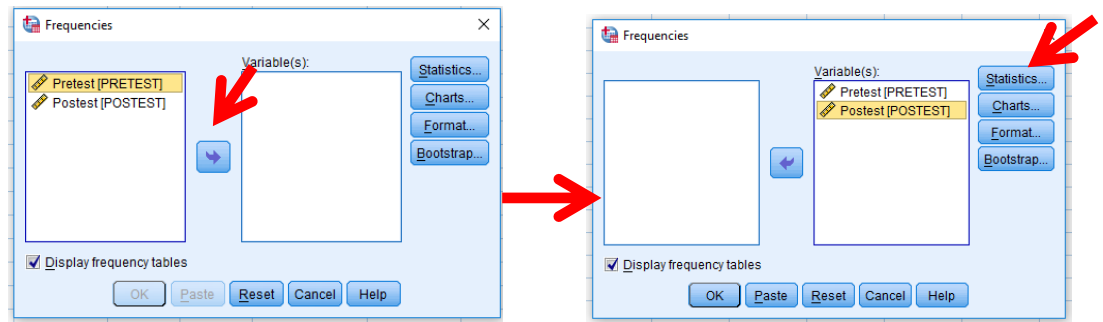 Frequencies
Variable(s):
Pretest [PRETEST]
Postest [POSTEST]
Statistics...
Charts...
Format...
Bootstrap...
Display frequency tables
OK Paste Reset Cancel Help
Frequencies
Variable(s):
Pretest [PRETEST]
Postest [POSTEST]
Statistics...
Charts...
Format...
Bootstrap...
Display frequency tables
OK Paste Reset Cancel Help